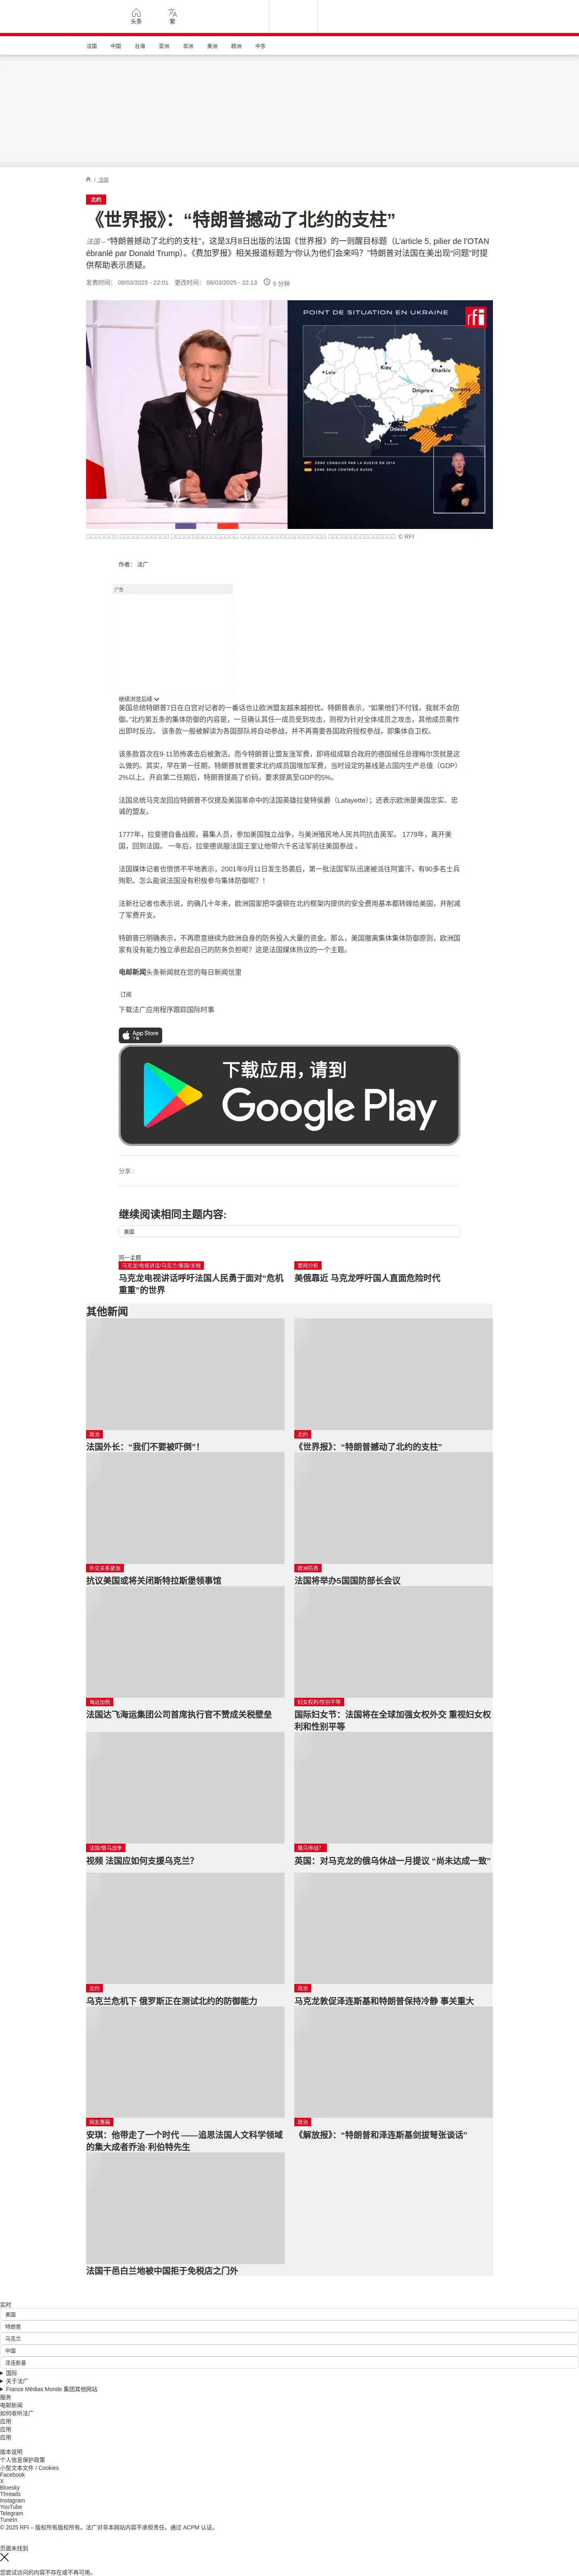 头条
繁
法国 中国 台海 亚洲 非洲 美洲 欧洲 中东
/ 法国
北约
《世界报》：“特朗普撼动了北约的支柱”
法国 – “特朗普撼动了北约的支柱”，这是3月8日出版的法国《世界报》的一则醒目标题（L’article 5, pilier de l’OTAN
ébranlé par Donald Trump）。《费加罗报》相关报道标题为“你认为他们会来吗？”特朗普对法国在美出现“问题”时提
供帮助表示质疑。
发表时间： 08/03/2025 - 22:01 更改时间： 08/03/2025 - 22:13 5 分钟
POINT DE SITUATION EN UKRAINE
rfi
Lviv
Kiev
Kharkiv
Dnipro
Donetsk
Odessa
ZONE CONQUISE PAR LA RUSSIE EN 2014
ZONE SOUS CONTRÔLE RUSSE
© RFI
作者： 法广
广告
继续浏览后续
美国总统特朗普7日在白宫对记者的一番话也让欧洲盟友越来越担忧。特朗普表示，“如果他们不付钱，我就不会防
御。”北约第五条的集体防御的内容是，一旦确认其任一成员受到攻击，则视为针对全体成员之攻击，其他成员需作
出即时反应。 该条款一般被解读为各国部队将自动参战，并不再需要各国政府授权参战，即集体自卫权。
该条款首次在9·11恐怖袭击后被激活。而今特朗普让盟友涨军费，即将组成联合政府的德国候任总理梅尔茨就是这
么做的。其实，早在第一任期，特朗普就曾要求北约成员国增加军费，当时设定的基线是占国内生产总值（GDP）
2%以上。开启第二任期后，特朗普提高了价码，要求提高至GDP的5%。
法国总统马克龙回应特朗普不仅提及美国革命中的法国英雄拉斐特侯爵（Lafayette）；还表示欧洲是美国忠实、忠
诚的盟友。
1777年，拉斐德自备战舰，募集人员，参加美国独立战争，与美洲殖民地人民共同抗击英军。 1779年，离开美
国，回到法国。 一年后，拉斐德说服法国王室让他带六千名法军前往美国参战 。
法国媒体记者也愤愤不平地表示，2001年9月11日发生恐袭后，第一批法国军队迅速被派往阿富汗，有90多名士兵
殉职。怎么能说法国没有积极参与集体防御呢？！
法新社记者也表示说，的确几十年来，欧洲国家把华盛顿在北约框架内提供的安全费用基本都转嫁给美国，并削减
了军费开支。
特朗普已明确表示，不再愿意继续为欧洲自身的防务投入大量的资金。那么，美国撤离集体集体防御原则，欧洲国
家有没有能力独立承担起自己的防务负担呢？这是法国媒体热议的一个主题。
电邮新闻头条新闻就在您的每日新闻信里
订阅
下载法广应用程序跟踪国际时事
App Store
下载
下载应用，请到
Google Play
分享 :
继续阅读相同主题内容:
美国
同一主题
马克龙/电视讲话/乌克兰/美国/关税
马克龙电视讲话呼吁法国人民勇于面对“危机
重重”的世界
要闻分析
美俄靠近 马克龙呼吁国人直面危险时代
其他新闻
政治
法国外长：“我们不要被吓倒”！
北约
《世界报》：“特朗普撼动了北约的支柱”
外交关系紧张
抗议美国或将关闭斯特拉斯堡领事馆
欧洲防务
法国将举办5国国防部长会议
海运加税
法国达飞海运集团公司首席执行官不赞成关税壁垒
妇女权利/性别平等
国际妇女节：法国将在全球加强女权外交 重视妇女权
利和性别平等
法国/俄乌战争
视频 法国应如何支援乌克兰？
俄乌停战？
英国：对马克龙的俄乌休战一月提议 “尚未达成一致”
北约
乌克兰危机下 俄罗斯正在测试北约的防御能力
政治
马克龙敦促泽连斯基和特朗普保持冷静 事关重大
网友惠稿
安琪：他带走了一个时代 ——追思法国人文科学领域
的集大成者乔治·利伯特先生
政治
《解放报》：“特朗普和泽连斯基剑拔弩张谈话”
法国干邑白兰地被中国拒于免税店之门外
实时
美国
特朗普
马克兰
中国
泽连斯基
国际
关于法广
France Médias Monde 集团其他网站
服务
电邮新闻
如何收听法广
应用
应用
应用
版本说明
个人信息保护政策
小型文本文件 / Cookies
Facebook
X
Bluesky
Threads
Instagram
YouTube
Telegram
TuneIn
© 2025 RFI – 版权所有版权所有。法广对非本网站内容不承担责任。通过 ACPM 认证。
页面未找到
您尝试访问的内容不存在或不再可用。